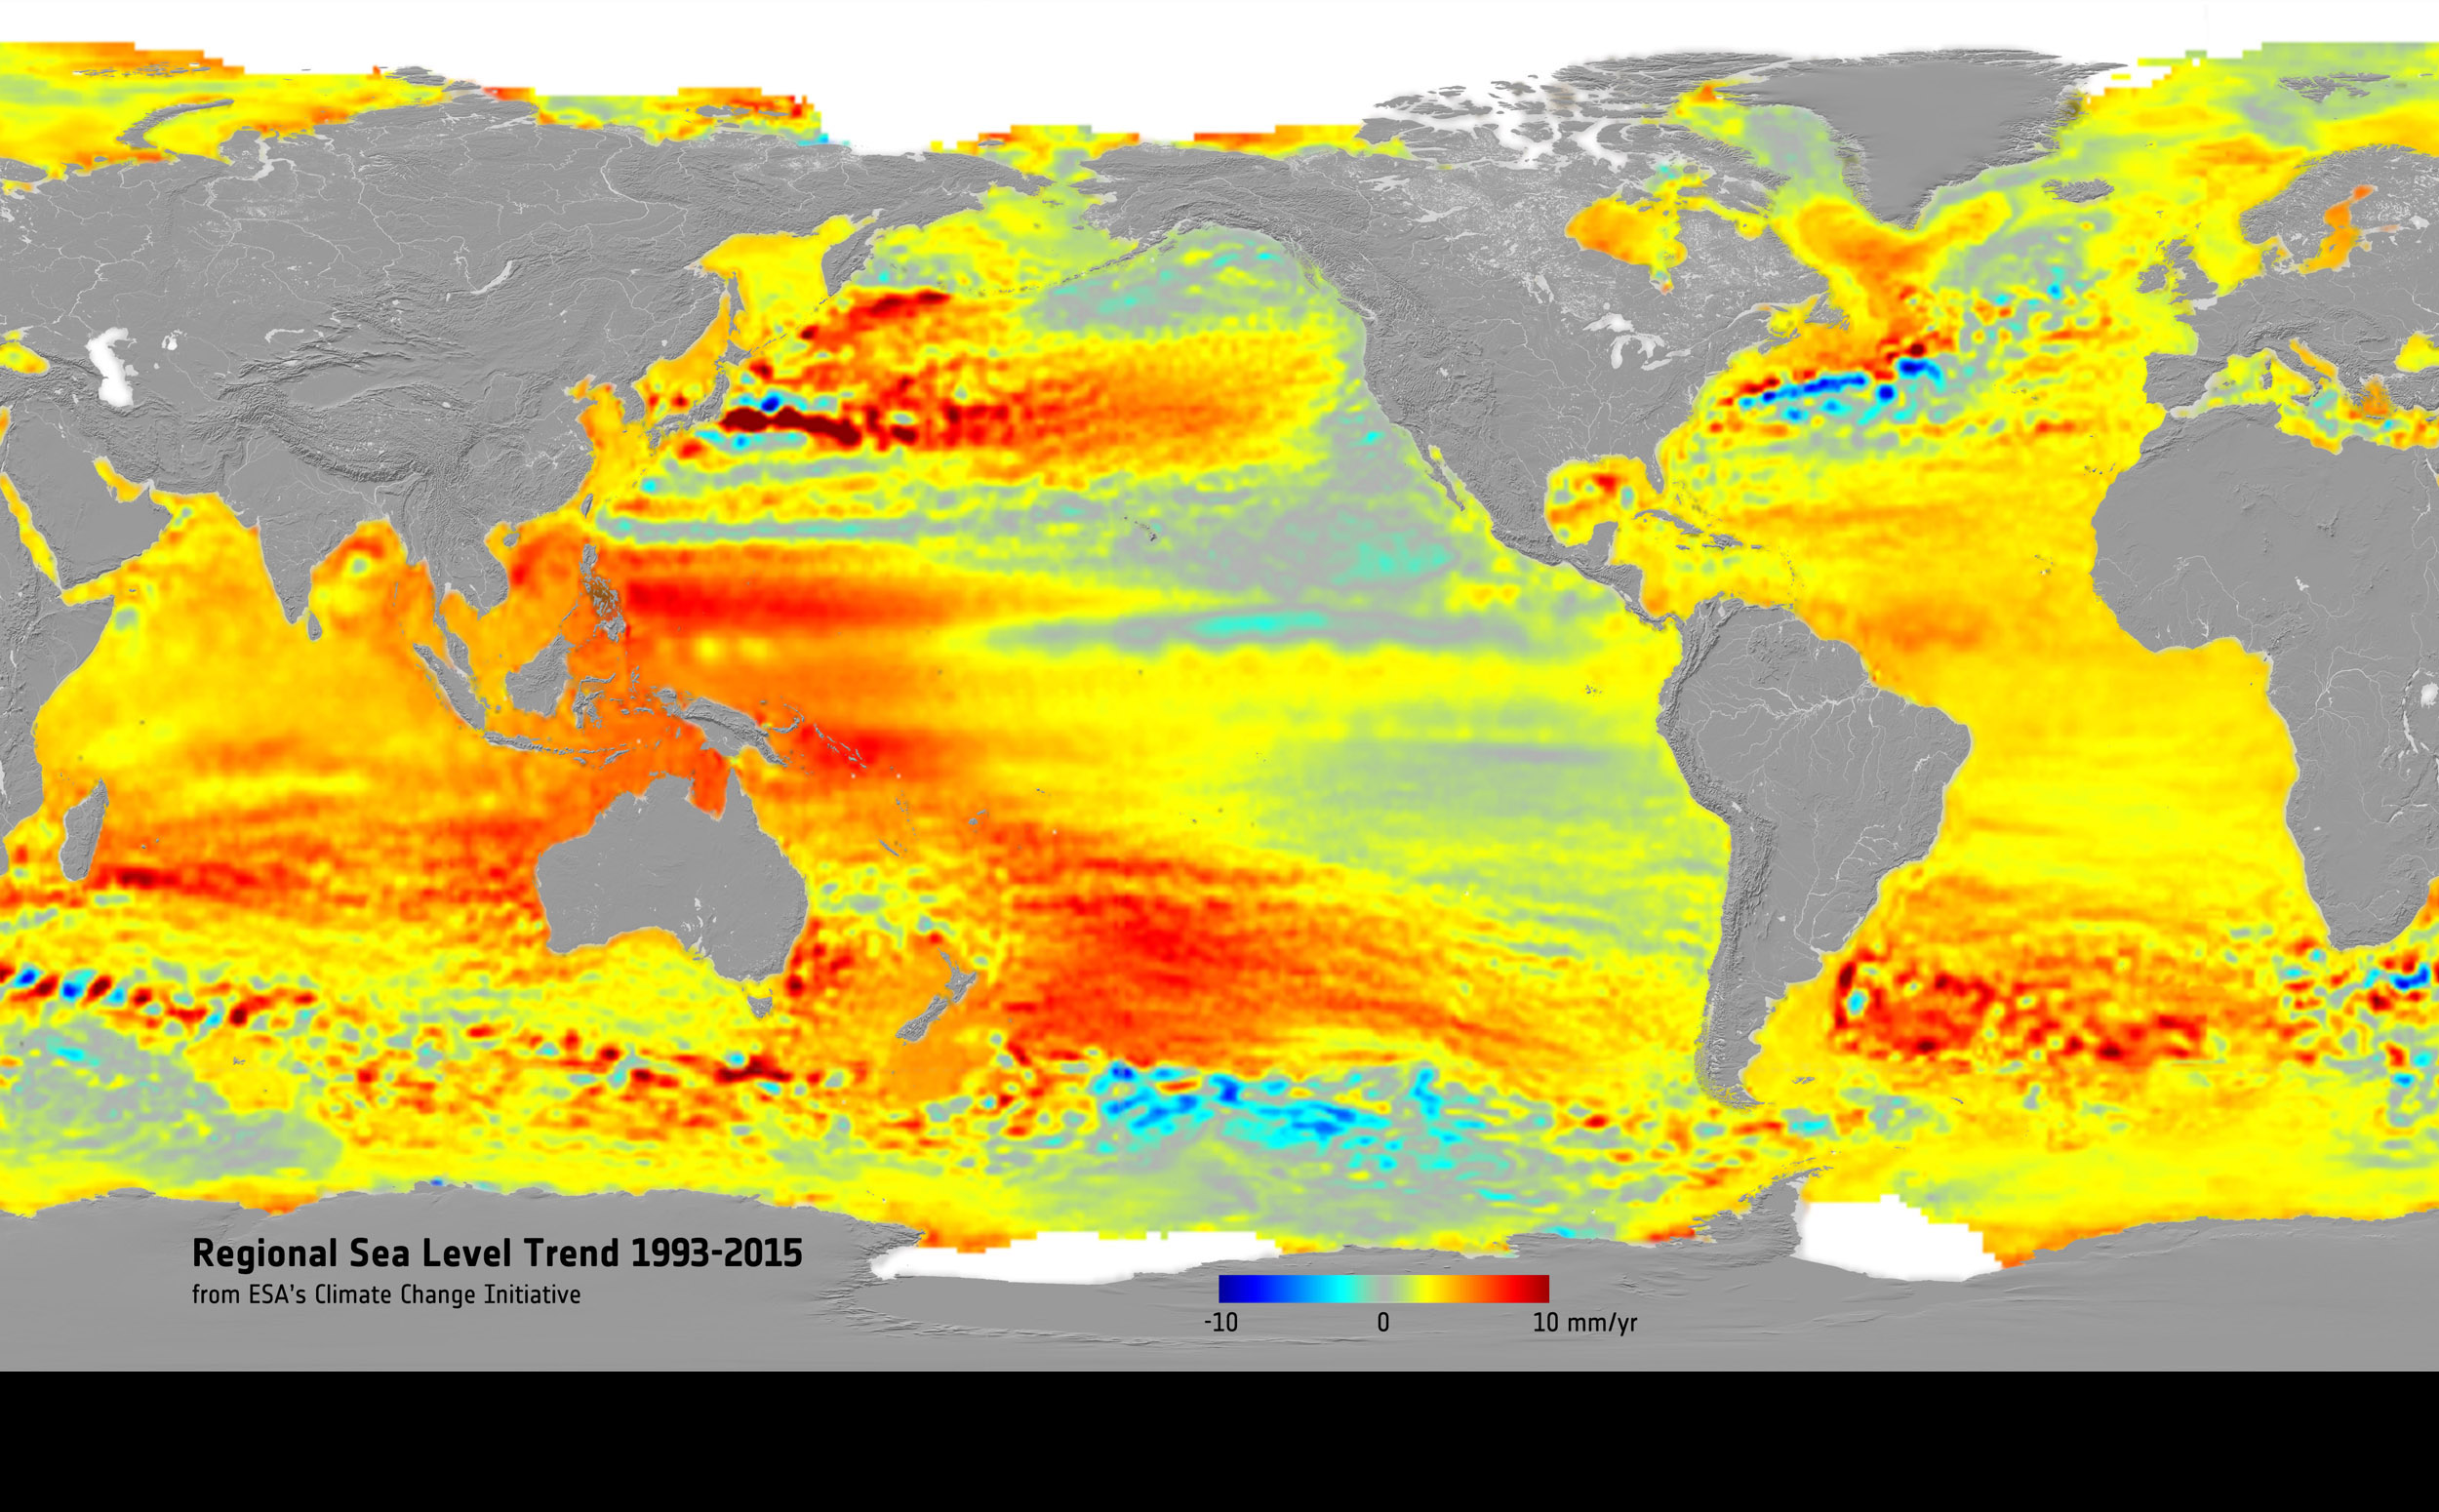 Regional Sea Level Trend 1993-2015
from ESA's Climate Change Initiative
-10 0 10 mm/yr